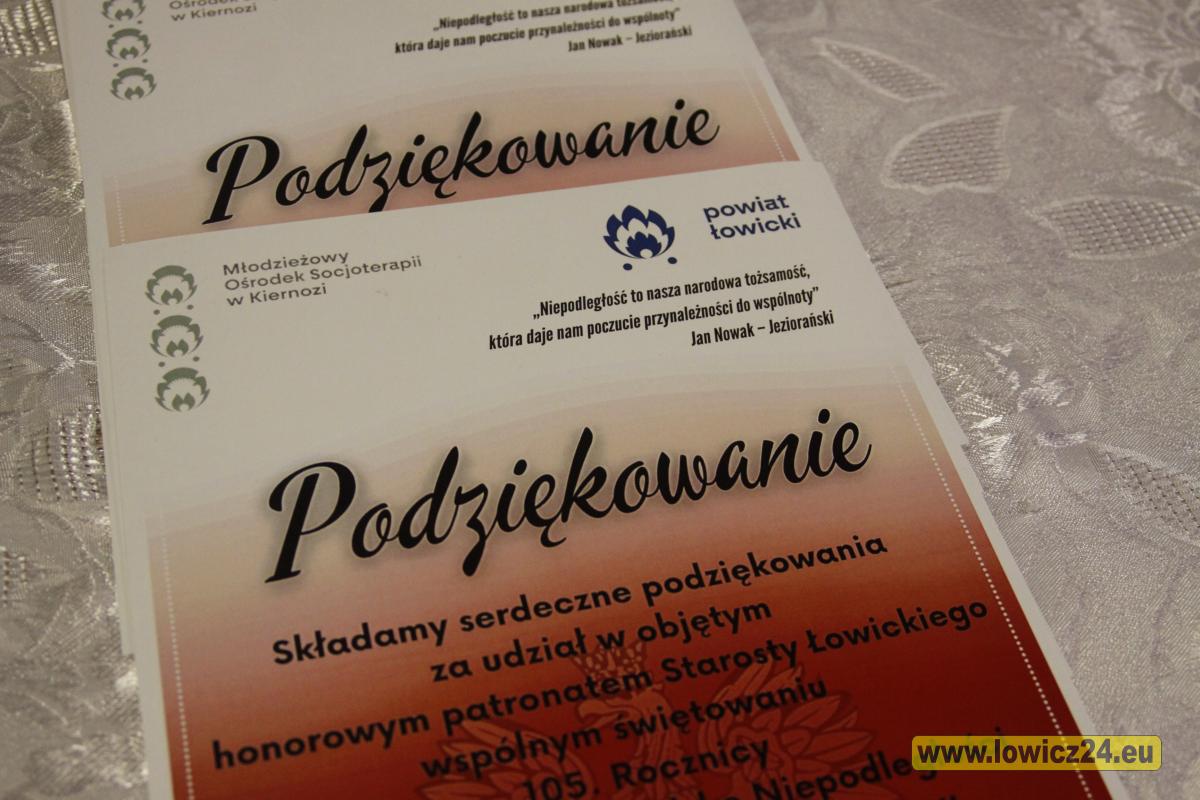 w Kiernozi
„Niepodległość to nasza narodowa tożsamość,
która daje nam poczucie przynależności do wspólnoty”
Jan Nowak – Jeziorański
Podziękowanie
Młodzieżowy
Ośrodek Socjoterapii
w Kiernozi
powiat
łowicki
„Niepodległość to nasza narodowa tożsamość,
która daje nam poczucie przynależności do wspólnoty”
Jan Nowak – Jeziorański
Podziękowanie
Składamy serdeczne podziękowania
za udział w objętym
honorowym patronatem Starosty Łowickiego
wspólnym świętowaniu
105. Rocznicy
www.lowicz24.eu